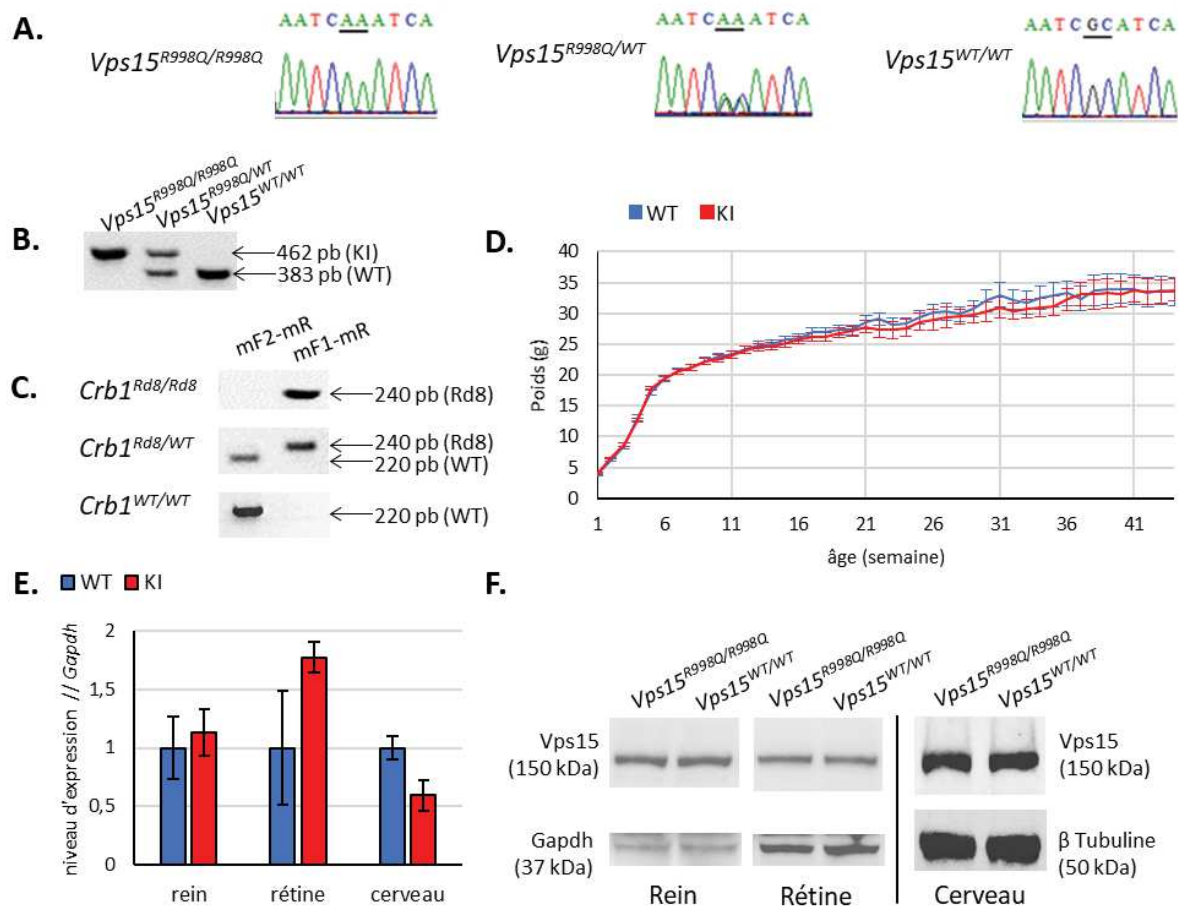 A.
Vps15R998Q/R998Q
A A T C A A A T C A
Vps15R998Q/WT
A A T C A A A T C A
Vps15WT/WT
A A T C G C A T C A
B.
Vps15R998Q/R998Q
Vps15R998Q/WT
Vps15WT/WT
462 pb (KI)
383 pb (WT)
C.
mF2-mR
mF1-mR
Crb1Rd8/Rd8
240 pb (Rd8)
Crb1Rd8/WT
240 pb (Rd8)
220 pb (WT)
Crb1WT/WT
220 pb (WT)
D.
WT KI
Poids (g)
40
35
30
25
20
15
10
5
0
1 6 11 16 21 26 31 36 41
âge (semaine)
E.
WT KI
niveau d'expression // Gapdh
2
1,5
1
0,5
0
rein rétine cerveau
F.
Vps15R998Q/R998Q
Vps15WT/WT
Vps15R998Q/R998Q
Vps15WT/WT
Vps15R998Q/R998Q
Vps15WT/WT
Vps15
(150 kDa)
Vps15
(150 kDa)
Gapdh
(37 kDa)
β Tubuline
(50 kDa)
Rein Rétine Cerveau